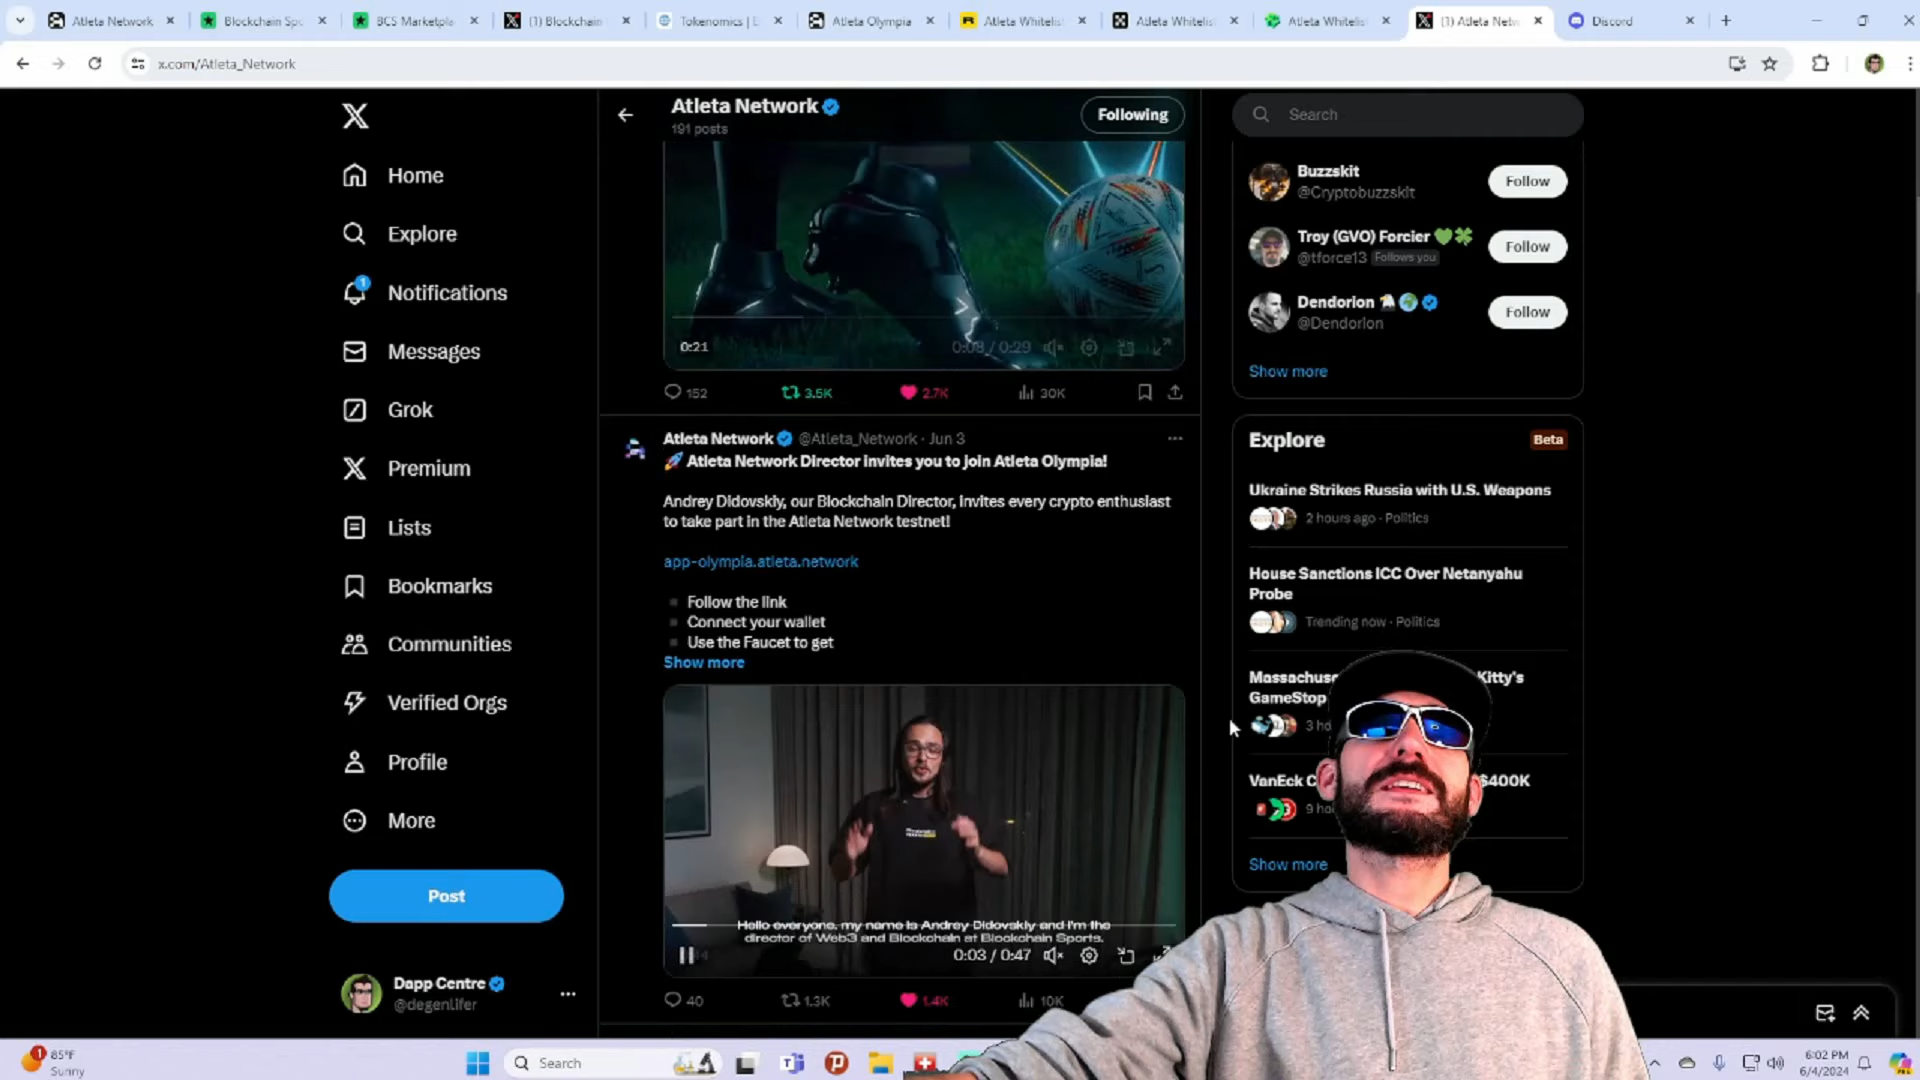 Atleta Network
Blockchain Spo
BCS Marketpla
(1) Blockchain
Tokenomics |
Atleta Olympia
Atleta Whitelis
Atleta Whitelis
Atleta Whitelis
(1) Atleta Netw
Discord
x.com/Atleta_Network
Home
Explore
Notifications
1
Messages
Grok
Premium
Lists
Bookmarks
Communities
Verified Orgs
Profile
More
Post
Dapp Centre
@degenlifer
Atleta Network
191 posts
Following
0:21
0:08 / 0:29
152
3.5K
2.7K
30K
Atleta Network @Atleta_Network · Jun 3
🚀 Atleta Network Director invites you to join Atleta Olympia!
Andrey Didovskiy, our Blockchain Director, invites every crypto enthusiast
to take part in the Atleta Network testnet!
app-olympia.atleta.network
Follow the link
Connect your wallet
Use the Faucet to get
Show more
Hello everyone, my name is Andrey Didovskiy and I'm the
director of Web3 and Blockchain at Blockchain Sports.
0:03 / 0:47
40
1.3K
1.4K
10K
Search
Buzzskit
@Cryptobuzzskit
Follow
Troy (GVO) Forcier 💚🍀
@tforce13 Follows you
Follow
Dendorion
@Dendorion
Follow
Show more
Explore
Beta
Ukraine Strikes Russia with U.S. Weapons
2 hours ago · Politics
House Sanctions ICC Over Netanyahu
Probe
Trending now · Politics
Massachuse Kitty's
GameStop
3 ho
VanEck C $400K
9 ho
Show more
1
85°F
Sunny
Search
6:02 PM
6/4/2024